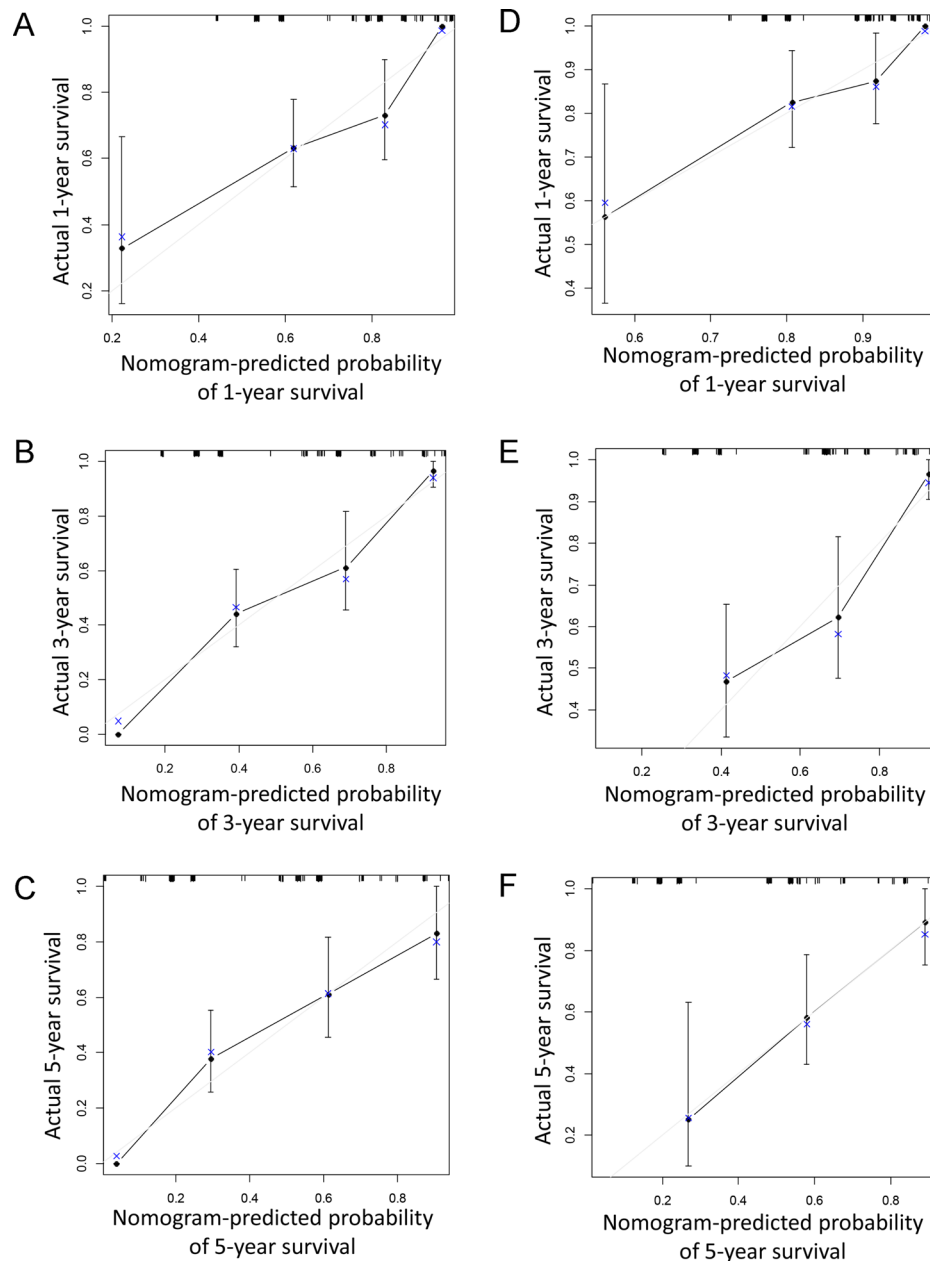 A
Actual 1-year survival
1.0
0.8
0.6
0.4
0.2
0.2 0.4 0.6 0.8
Nomogram-predicted probability
of 1-year survival
D
Actual 1-year survival
1.0
0.9
0.8
0.7
0.6
0.5
0.4
0.6 0.7 0.8 0.9
Nomogram-predicted probability
of 1-year survival
B
Actual 3-year survival
1.0
0.8
0.6
0.4
0.2
0.0
0.2 0.4 0.6 0.8
Nomogram-predicted probability
of 3-year survival
E
Actual 3-year survival
1.0
0.9
0.8
0.7
0.6
0.5
0.4
0.2 0.4 0.6 0.8
Nomogram-predicted probability
of 3-year survival
C
Actual 5-year survival
1.0
0.8
0.6
0.4
0.2
0.0
0.2 0.4 0.6 0.8
Nomogram-predicted probability
of 5-year survival
F
Actual 5-year survival
1.0
0.8
0.6
0.4
0.2
0.2 0.4 0.6 0.8
Nomogram-predicted probability
of 5-year survival